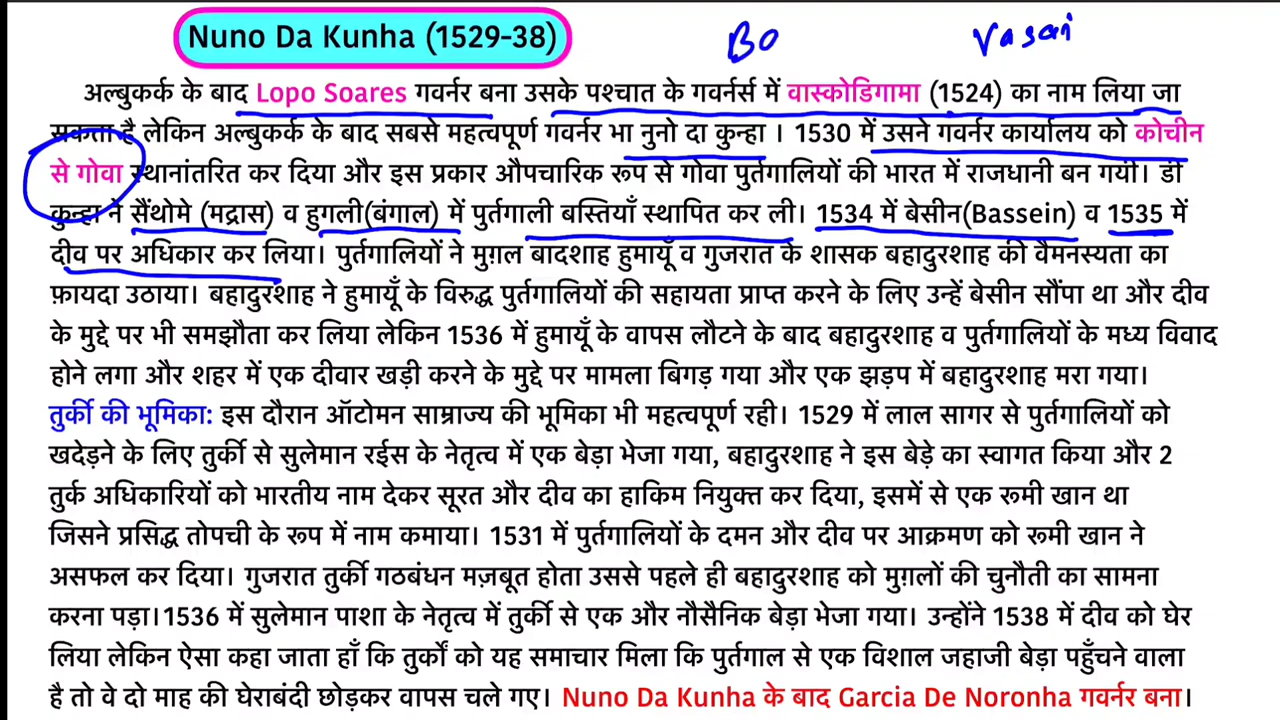 Nuno Da Kunha (1529-38)
Bo Vasai
अल्बुकर्क के बाद Lopo Soares गवर्नर बना उसके पश्चात के गवर्नर्स में वास्कोडिगामा (1524) का नाम लिया जा
सकता है लेकिन अल्बुकर्क के बाद सबसे महत्वपूर्ण गवर्नर भा नुनो दा कुन्हा । 1530 में उसने गवर्नर कार्यालय को कोचीन
से गोवा स्थानांतरित कर दिया और इस प्रकार औपचारिक रूप से गोवा पुर्तगालियों की भारत में राजधानी बन गयी। डी
कुन्हा ने सैंथोमे (मद्रास) व हुगली(बंगाल) में पुर्तगाली बस्तियाँ स्थापित कर ली। 1534 में बेसीन(Bassein) व 1535 में
दीव पर अधिकार कर लिया। पुर्तगालियों ने मुग़ल बादशाह हुमायूँ व गुजरात के शासक बहादुरशाह की वैमनस्यता का
फ़ायदा उठाया। बहादुरशाह ने हुमायूँ के विरुद्ध पुर्तगालियों की सहायता प्राप्त करने के लिए उन्हें बेसीन सौंपा था और दीव
के मुद्दे पर भी समझौता कर लिया लेकिन 1536 में हुमायूँ के वापस लौटने के बाद बहादुरशाह व पुर्तगालियों के मध्य विवाद
होने लगा और शहर में एक दीवार खड़ी करने के मुद्दे पर मामला बिगड़ गया और एक झड़प में बहादुरशाह मरा गया।
तुर्की की भूमिका: इस दौरान ऑटोमन साम्राज्य की भूमिका भी महत्वपूर्ण रही। 1529 में लाल सागर से पुर्तगालियों को
खदेड़ने के लिए तुर्की से सुलेमान रईस के नेतृत्व में एक बेड़ा भेजा गया, बहादुरशाह ने इस बेड़े का स्वागत किया और 2
तुर्क अधिकारियों को भारतीय नाम देकर सूरत और दीव का हाकिम नियुक्त कर दिया, इसमें से एक रूमी खान था
जिसने प्रसिद्ध तोपची के रूप में नाम कमाया। 1531 में पुर्तगालियों के दमन और दीव पर आक्रमण को रूमी खान ने
असफल कर दिया। गुजरात तुर्की गठबंधन मज़बूत होता उससे पहले ही बहादुरशाह को मुग़लों की चुनौती का सामना
करना पड़ा।1536 में सुलेमान पाशा के नेतृत्व में तुर्की से एक और नौसैनिक बेड़ा भेजा गया। उन्होंने 1538 में दीव को घेर
लिया लेकिन ऐसा कहा जाता हाँ कि तुर्कों को यह समाचार मिला कि पुर्तगाल से एक विशाल जहाजी बेड़ा पहुँचने वाला
है तो वे दो माह की घेराबंदी छोड़कर वापस चले गए। Nuno Da Kunha के बाद Garcia De Noronha गवर्नर बना।